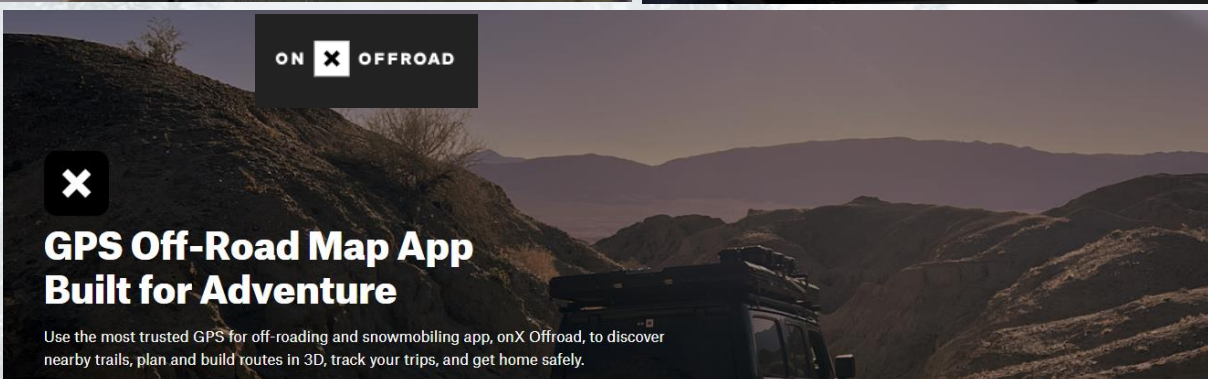 ON X OFFROAD
GPS Off-Road Map App
Built for Adventure
Use the most trusted GPS for off-roading and snowmobiling app, onX Offroad, to discover
nearby trails, plan and build routes in 3D, track your trips, and get home safely.